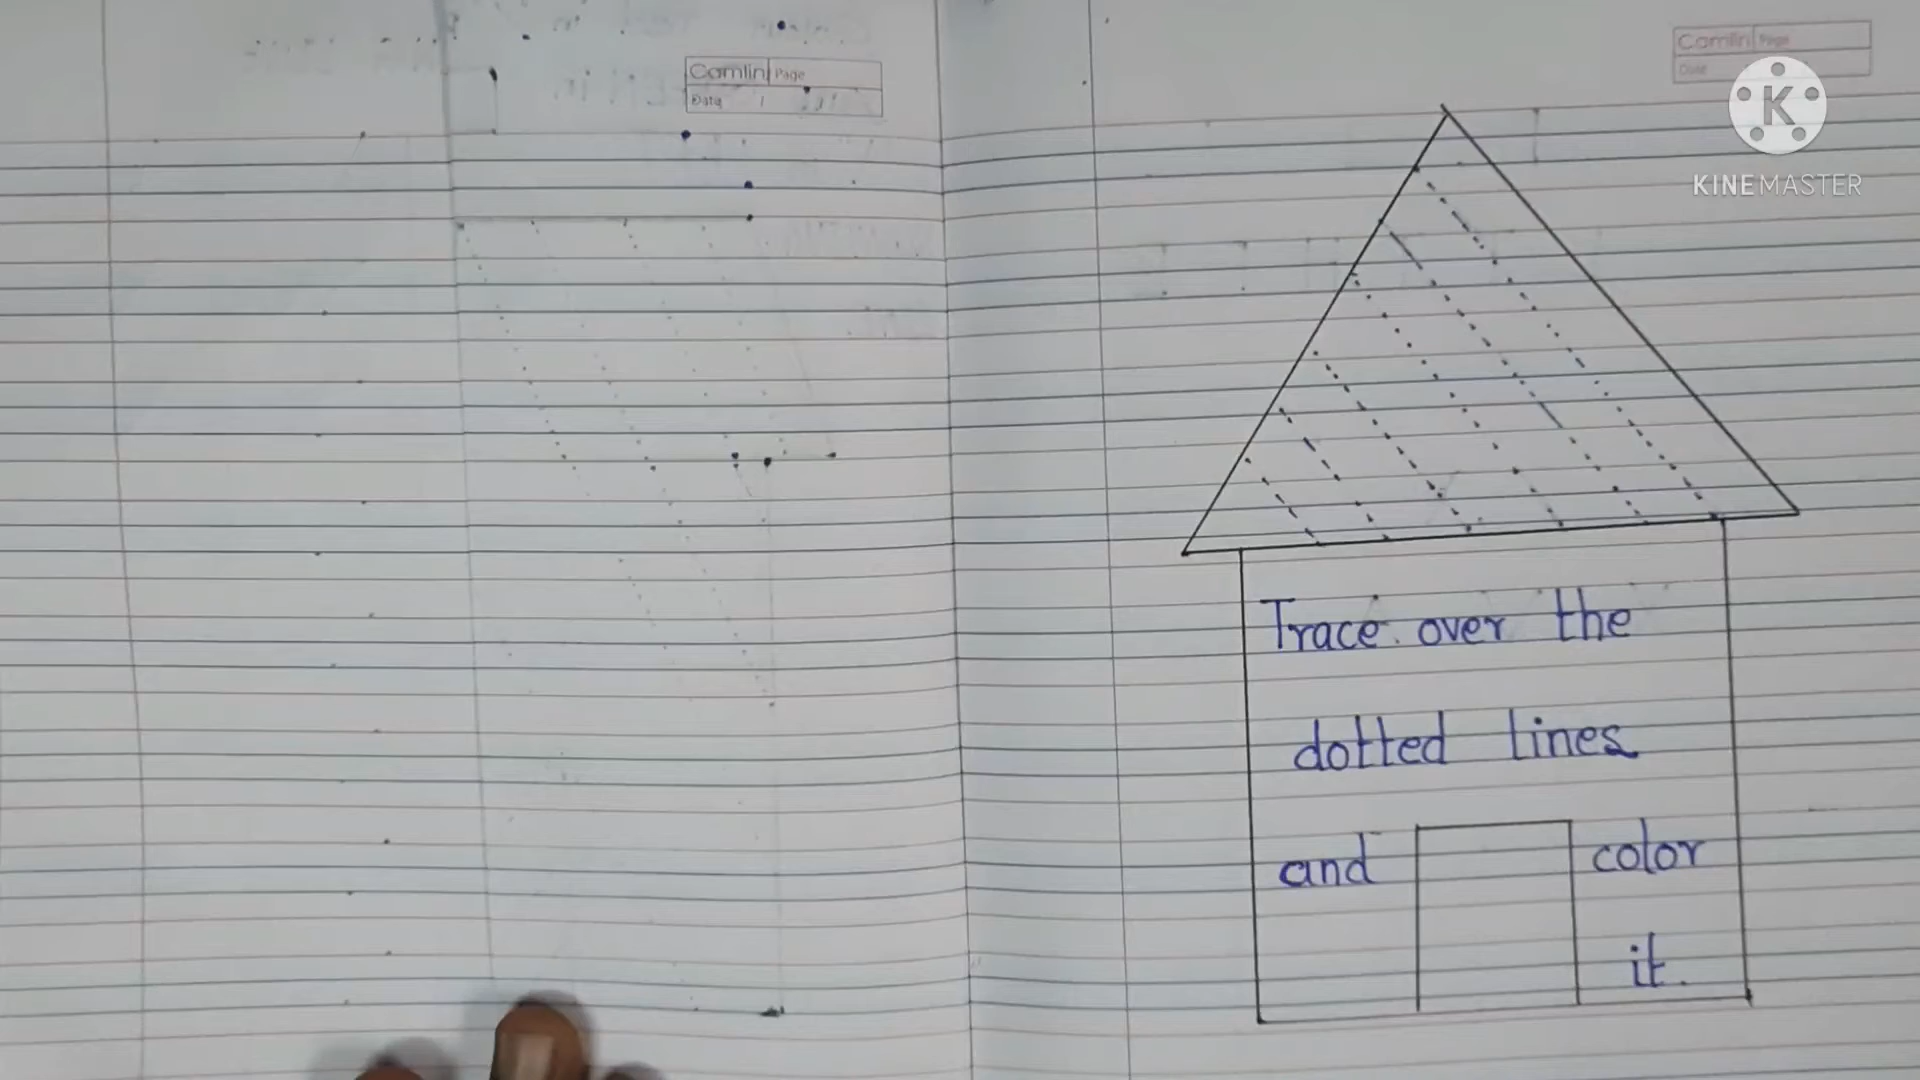 Camlin Page
Date
Camlin Page
Date
KINEMASTER
Trace over the
dotted lines
and color
it.